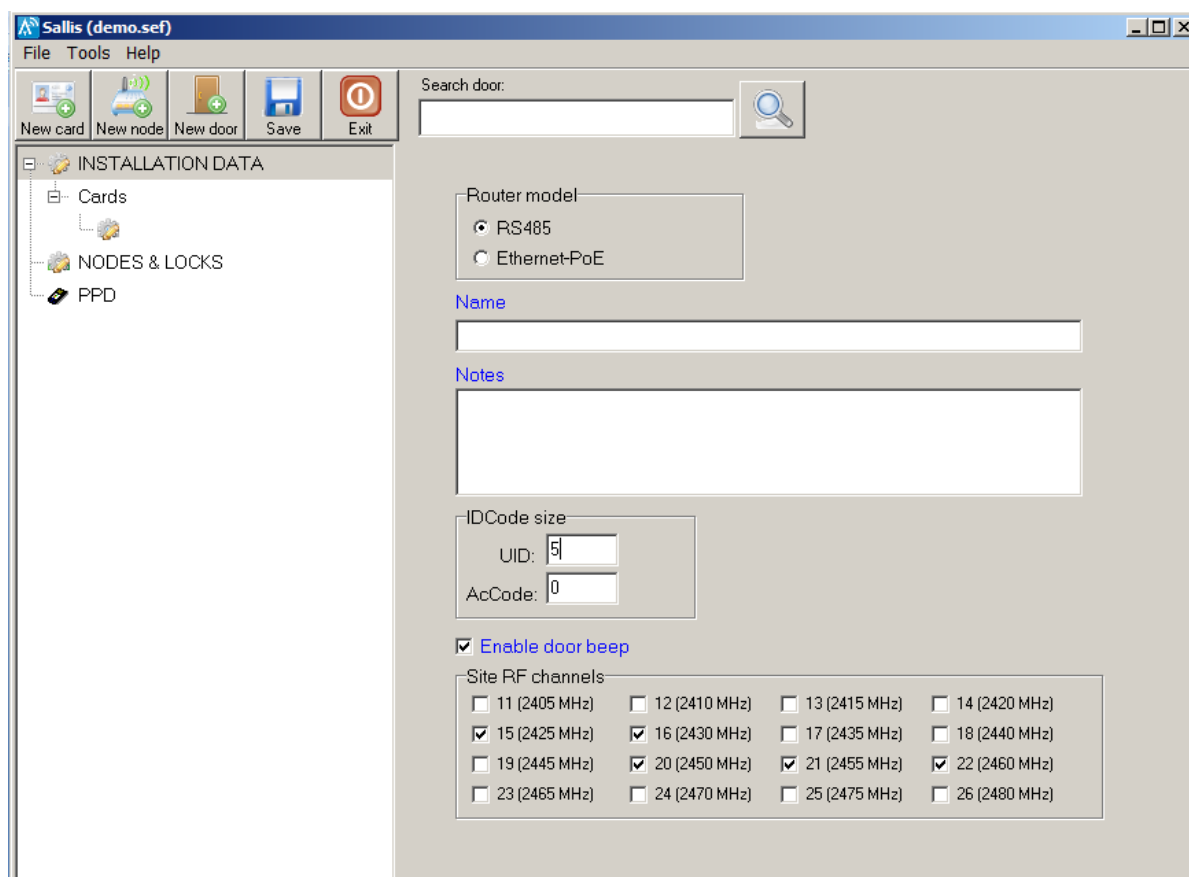 Sallis (demo.sef)
File Tools Help
New card New node New door Save Exit
Search door:
INSTALLATION DATA
Cards
NODES & LOCKS
PPD
Router model
RS485
Ethernet-PoE
Name
Notes
IDCode size
UID: 5
AcCode: 0
Enable door beep
Site RF channels
11 (2405 MHz) 12 (2410 MHz) 13 (2415 MHz) 14 (2420 MHz)
15 (2425 MHz) 16 (2430 MHz) 17 (2435 MHz) 18 (2440 MHz)
19 (2445 MHz) 20 (2450 MHz) 21 (2455 MHz) 22 (2460 MHz)
23 (2465 MHz) 24 (2470 MHz) 25 (2475 MHz) 26 (2480 MHz)